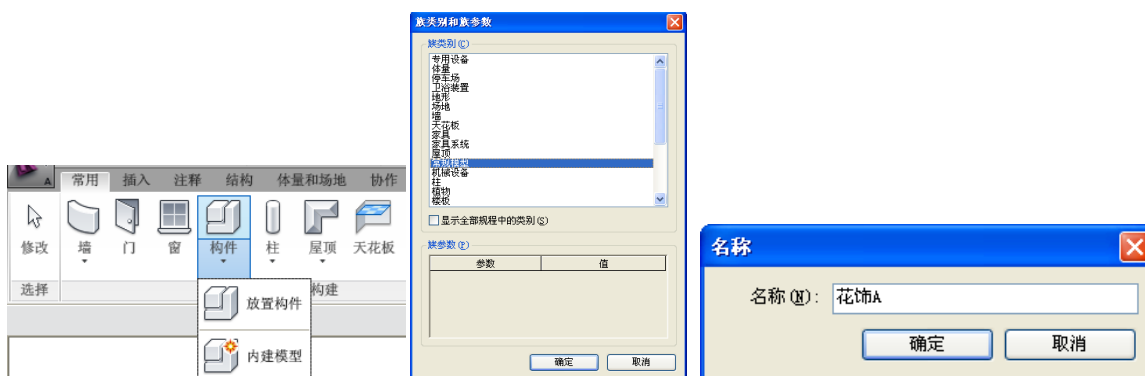 A
常用 插入 注释 结构 体量和场地 协作
修改 墙 门 窗 构件 柱 屋顶 天花板
选择 构建
放置构件
内建模型
族类别和族参数
族类别(C)
专用设备
体量
停车场
卫浴装置
地形
场地
墙
天花板
家具
家具系统
屋顶
常规模型
机械设备
柱
植物
楼板
显示全部规程中的类别(S)
族参数(P)
参数 值
确定 取消
名称
名称(N): 花饰A
确定 取消